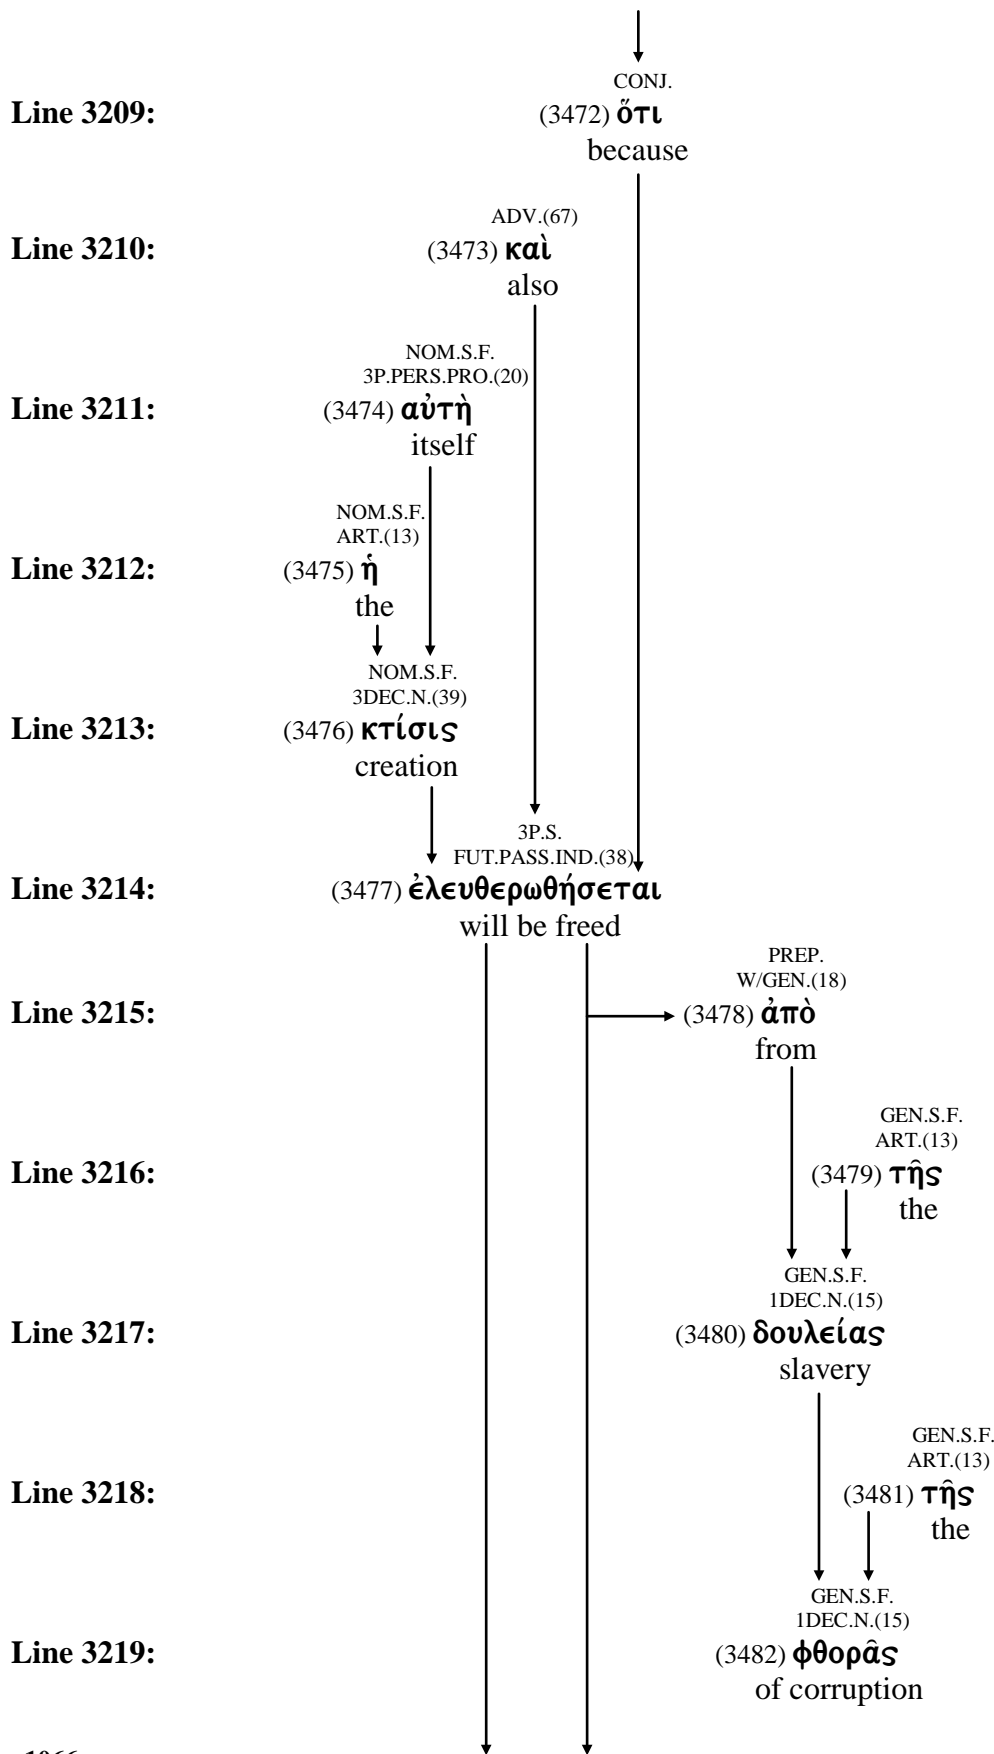 CONJ.
Line 3209: (3472) ὅτι
because
ADV.(67)
Line 3210: (3473) καὶ
also
NOM.S.F.
3P.PERS.PRO.(20)
Line 3211: (3474) αὐτὴ
itself
NOM.S.F.
ART.(13)
Line 3212: (3475) ἡ
the
NOM.S.F.
3DEC.N.(39)
Line 3213: (3476) κτίσις
creation
3P.S.
FUT.PASS.IND.(38)
Line 3214: (3477) ἐλευθερωθήσεται
will be freed
PREP.
W/GEN.(18)
Line 3215: (3478) ἀπὸ
from
GEN.S.F.
ART.(13)
Line 3216: (3479) τῆς
the
GEN.S.F.
1DEC.N.(15)
Line 3217: (3480) δουλείας
slavery
GEN.S.F.
ART.(13)
Line 3218: (3481) τῆς
the
GEN.S.F.
1DEC.N.(15)
Line 3219: (3482) φθορᾶς
of corruption